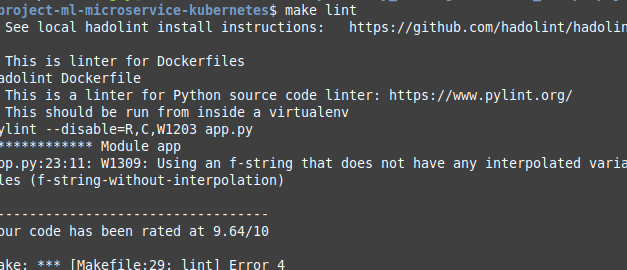 project-ml-microservice-kubernetes$ make lint
See local hadolint install instructions: https://github.com/hadolint/hadolin
This is linter for Dockerfiles
adolint Dockerfile
This is a linter for Python source code linter: https://www.pylint.org/
This should be run from inside a virtualenv
ylint --disable=R,C,W1203 app.py
************ Module app
pp.py:23:11: W1309: Using an f-string that does not have any interpolated varia
les (f-string-without-interpolation)
----------------------------------
our code has been rated at 9.64/10
ake: *** [Makefile:29: lint] Error 4